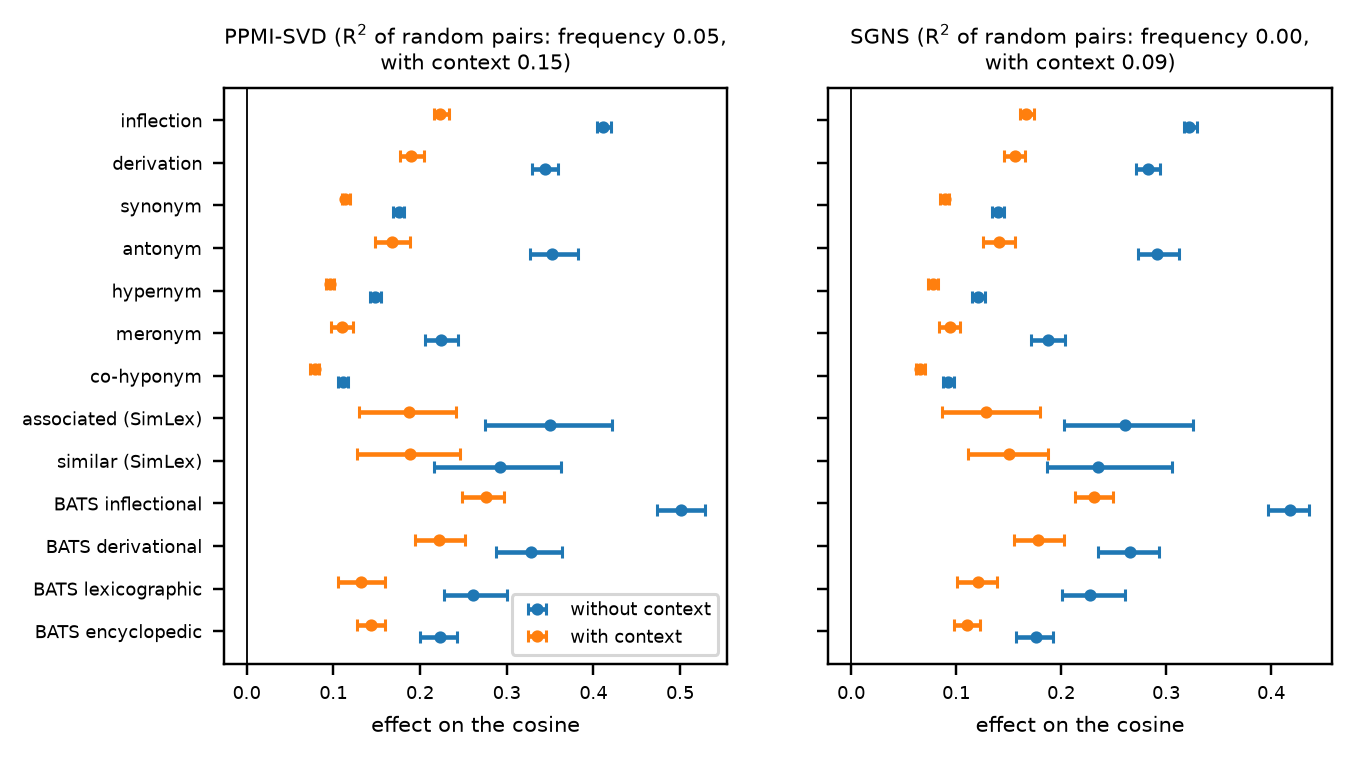 PPMI-SVD (R² of random pairs: frequency 0.05,
with context 0.15)
SGNS (R² of random pairs: frequency 0.00,
with context 0.09)
inflection
derivation
synonym
antonym
hypernym
meronym
co-hyponym
associated (SimLex)
similar (SimLex)
BATS inflectional
BATS derivational
BATS lexicographic
BATS encyclopedic
without context
with context
0.0 0.1 0.2 0.3 0.4 0.5
effect on the cosine
0.0 0.1 0.2 0.3 0.4
effect on the cosine